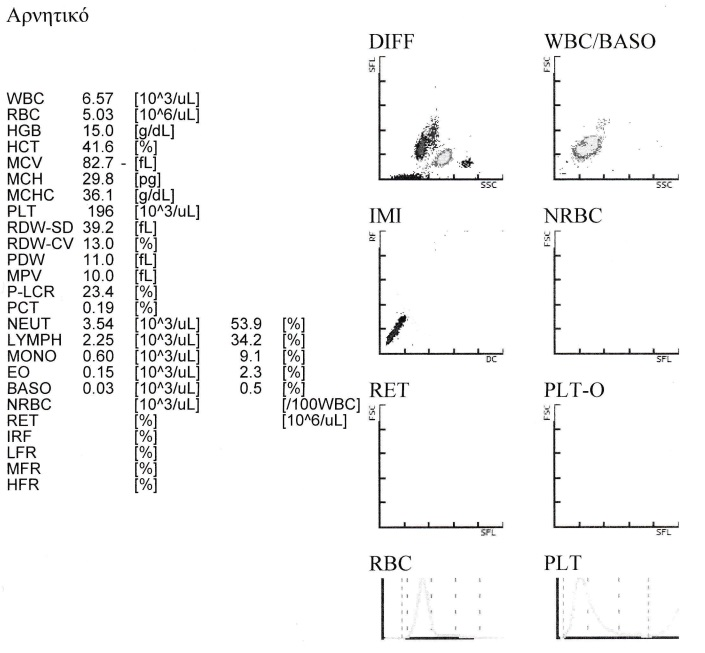 Αρνητικό
WBC 6.57 [10^3/uL]
RBC 5.03 [10^6/uL]
HGB 15.0 [g/dL]
HCT 41.6 [%]
MCV 82.7 - [fL]
MCH 29.8 [pg]
MCHC 36.1 [g/dL]
PLT 196 [10^3/uL]
RDW-SD 39.2 [fL]
RDW-CV 13.0 [%]
PDW 11.0 [fL]
MPV 10.0 [fL]
P-LCR 23.4 [%]
PCT 0.19 [%]
NEUT 3.54 [10^3/uL] 53.9 [%]
LYMPH 2.25 [10^3/uL] 34.2 [%]
MONO 0.60 [10^3/uL] 9.1 [%]
EO 0.15 [10^3/uL] 2.3 [%]
BASO 0.03 [10^3/uL] 0.5 [%]
NRBC [10^3/uL] [/100WBC]
RET [%] [10^6/uL]
IRF [%]
LFR [%]
MFR [%]
HFR [%]
DIFF
SFL
SSC
WBC/BASO
FSC
SSC
IMI
RF
DC
NRBC
FSC
SFL
RET
FSC
SFL
PLT-O
FSC
SFL
RBC
PLT